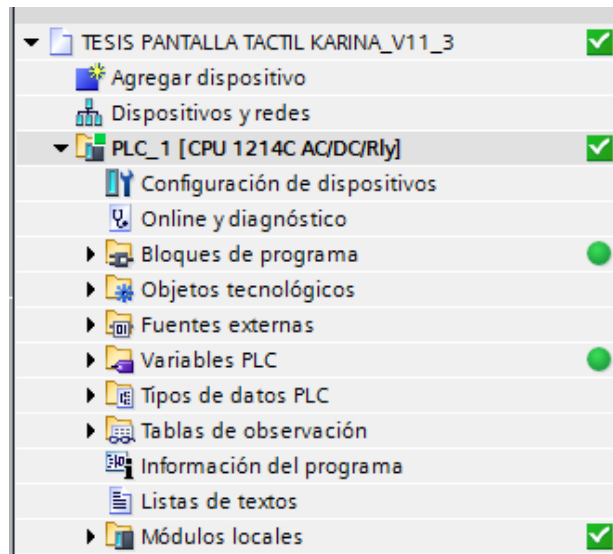 TESIS PANTALLA TACTIL KARINA_V11_3
Agregar dispositivo
Dispositivos y redes
PLC_1 [CPU 1214C AC/DC/Rly]
Configuración de dispositivos
Online y diagnóstico
Bloques de programa
Objetos tecnológicos
Fuentes externas
Variables PLC
Tipos de datos PLC
Tablas de observación
Información del programa
Listas de textos
Módulos locales